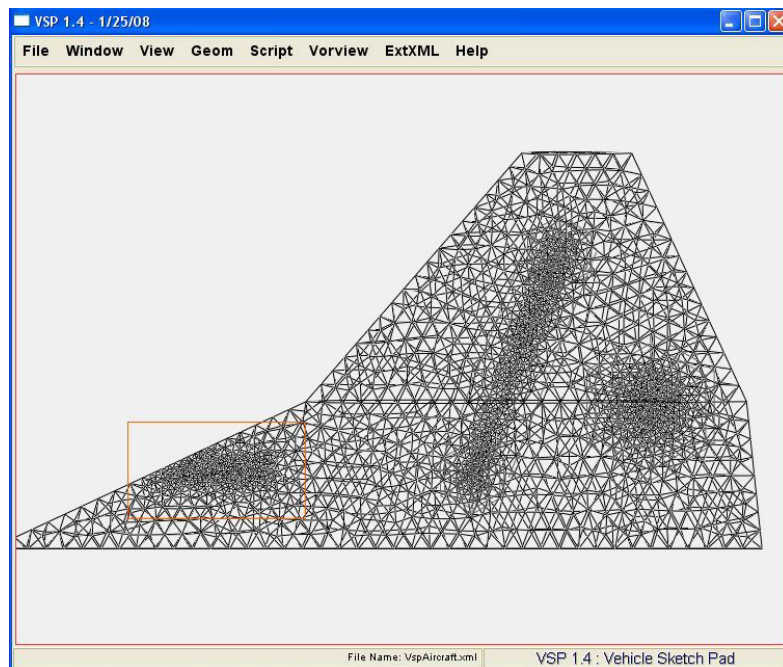 VSP 1.4 - 1/25/08
File Window View Geom Script Vorview ExtXML Help
File Name: VspAircraft.xml
VSP 1.4 : Vehicle Sketch Pad